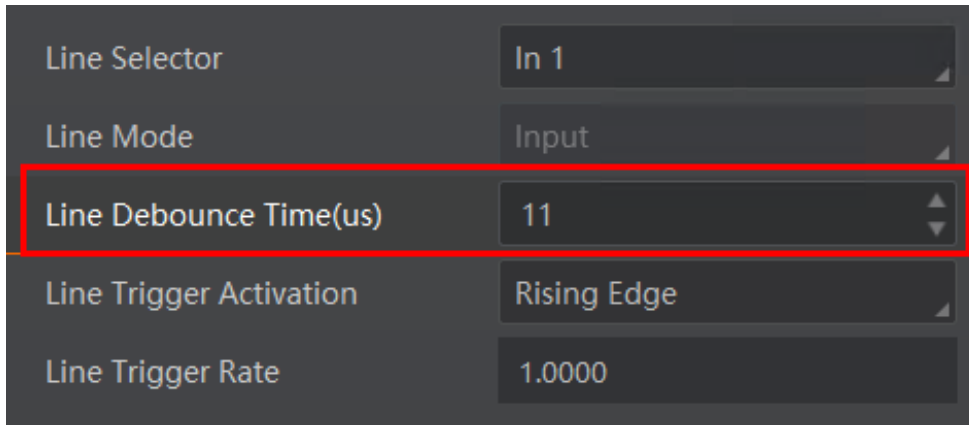 Line Selector In 1
Line Mode Input
Line Debounce Time(us) 11
Line Trigger Activation Rising Edge
Line Trigger Rate 1.0000